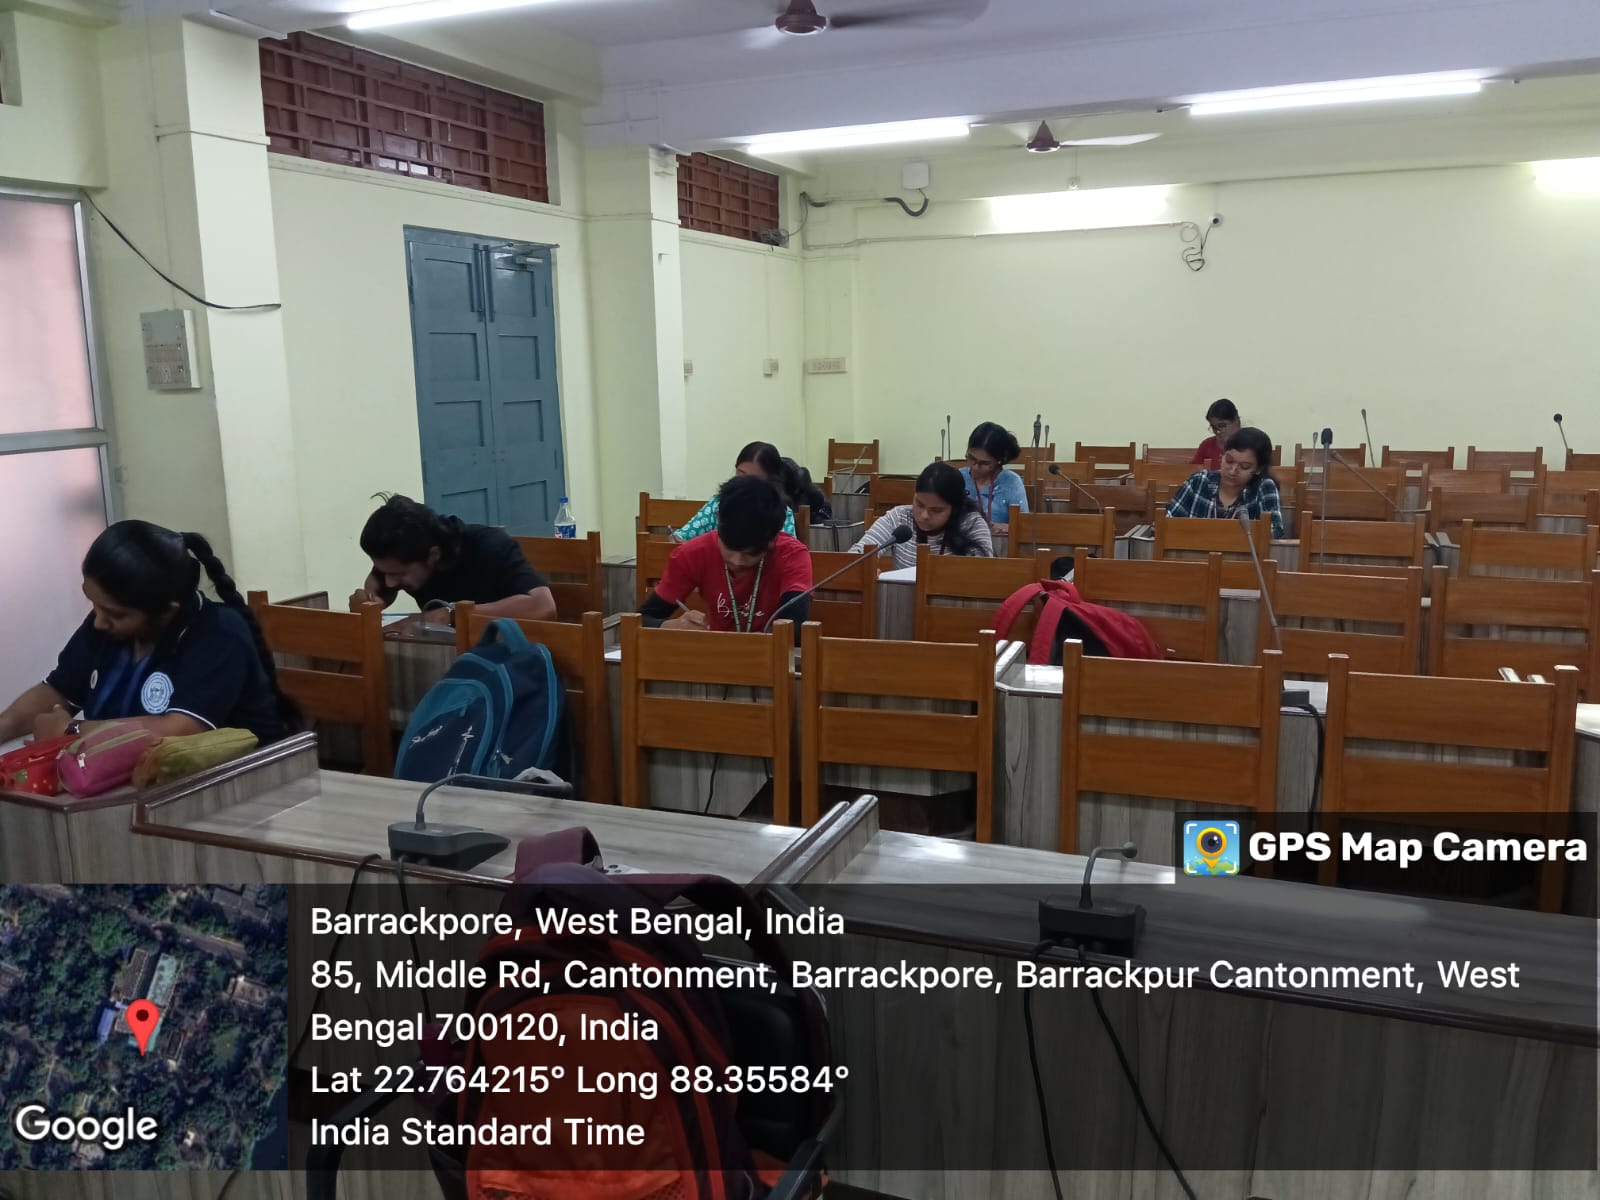 GPS Map Camera
Barrackpore, West Bengal, India
85, Middle Rd, Cantonment, Barrackpore, Barrackpur Cantonment, West
Bengal 700120, India
Lat 22.764215° Long 88.35584°
India Standard Time
Google